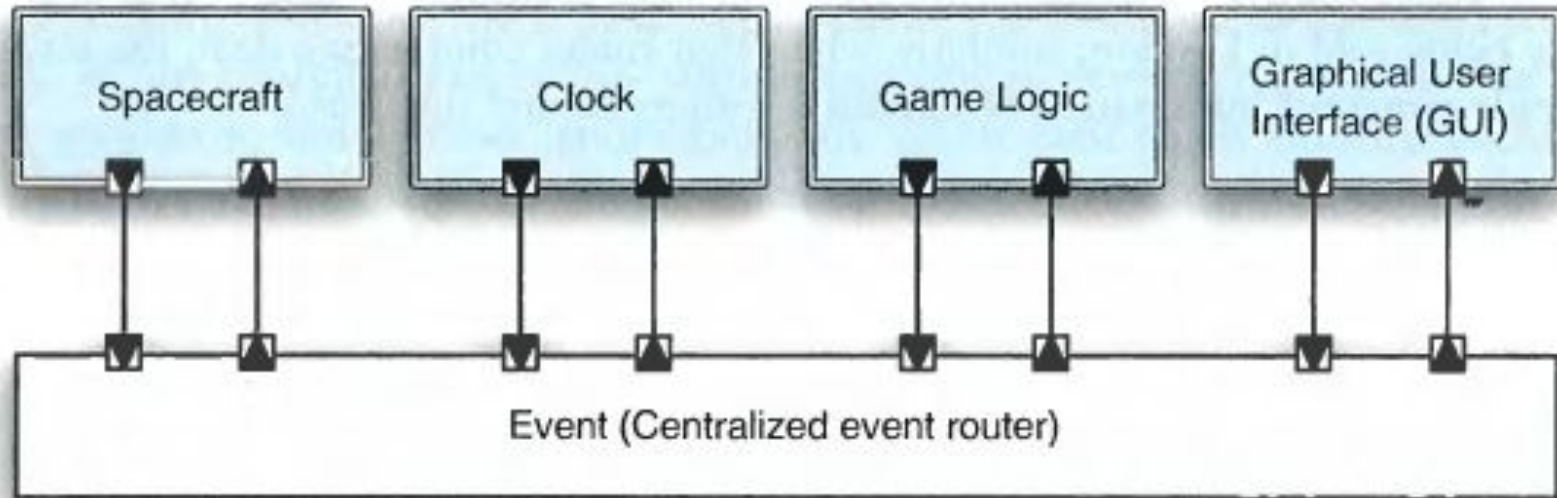 Spacecraft
Clock
Game Logic
Graphical User
Interface (GUI)
Event (Centralized event router)